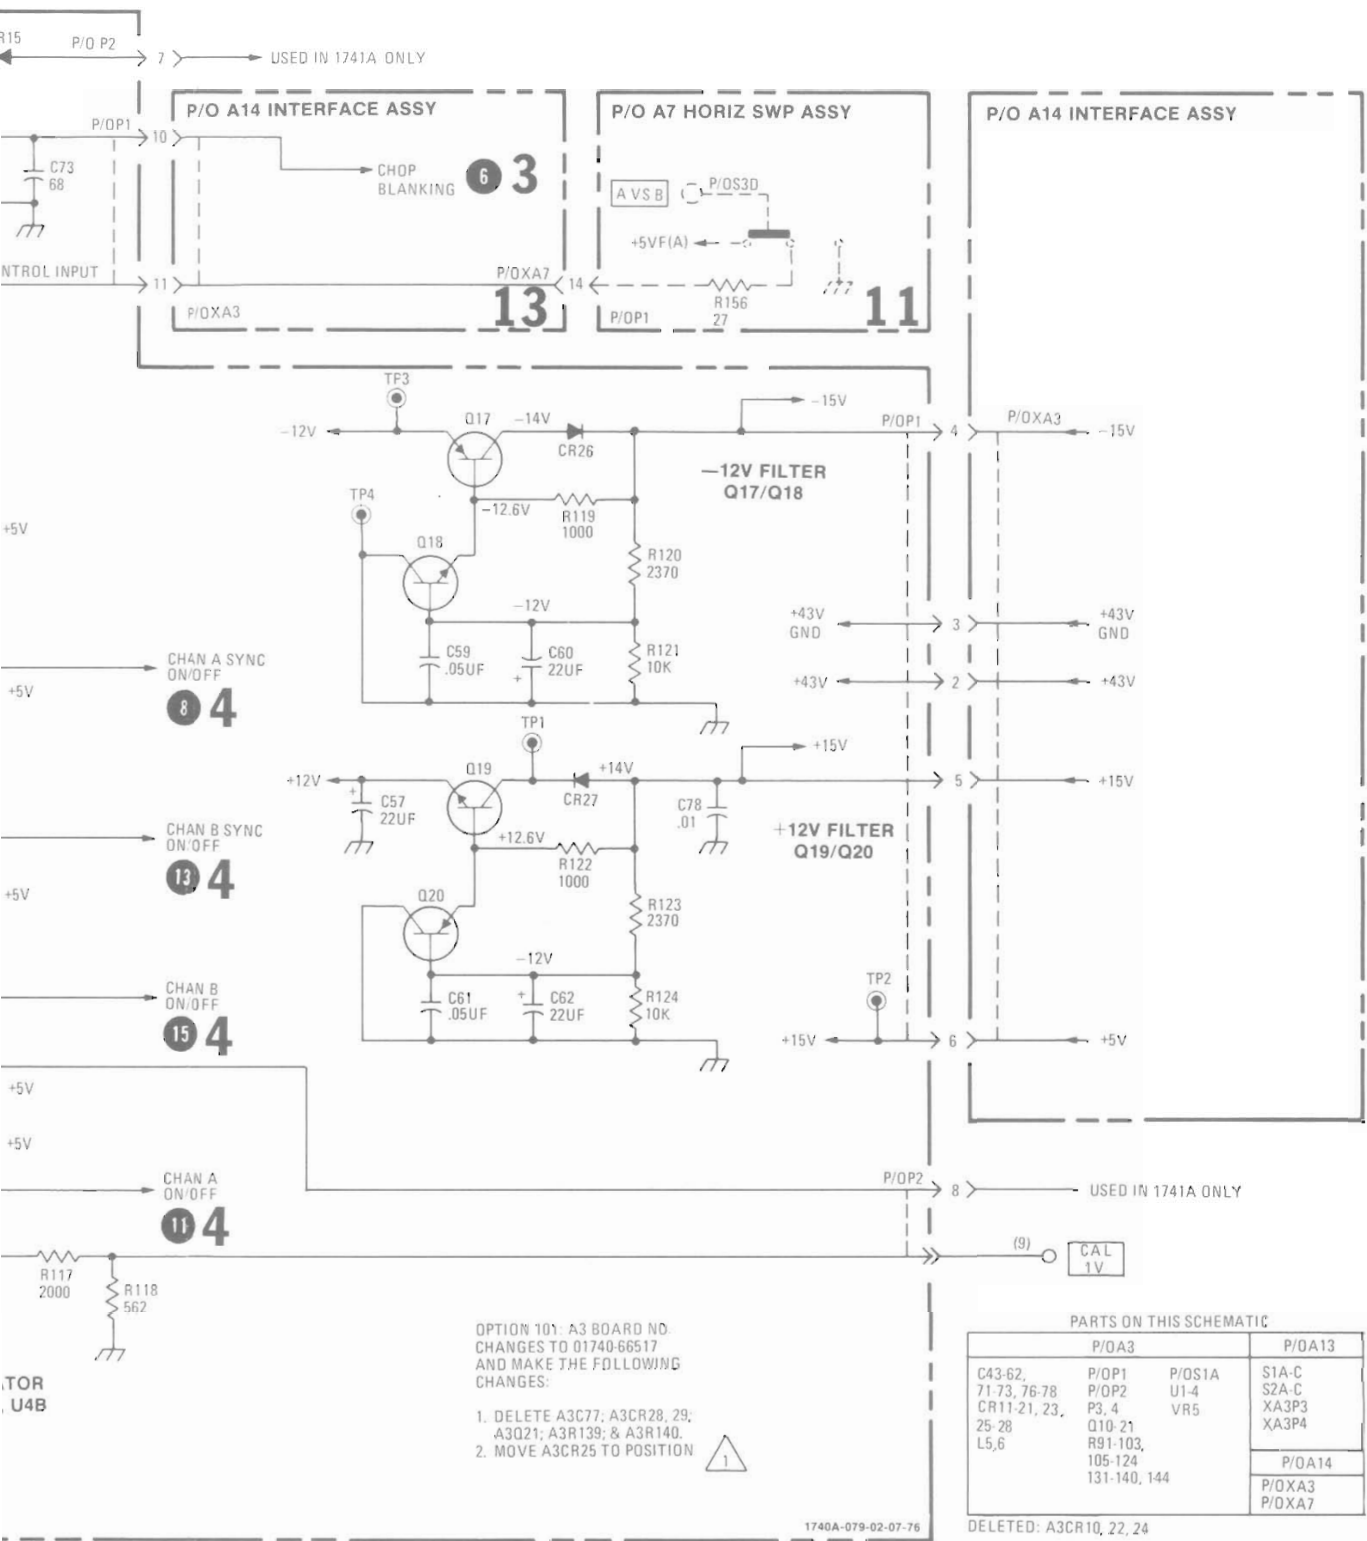 R15
P/O P2
7
USED IN 1741A ONLY
P/O A14 INTERFACE ASSY
P/O A7 HORIZ SWP ASSY
P/O A14 INTERFACE ASSY
P/OP1
10
C73
68
CHOP
BLANKING
6 3
A VS B
P/OS3D
+5VF(A)
NTROL INPUT
11
P/OXA3
P/OXA7
13
14
R156
27
P/OP1
11
TP3
-12V
Q17
-14V
CR26
-15V
P/OP1
4
P/OXA3
-15V
-12V FILTER
Q17/Q18
TP4
-12.6V
R119
1000
+5V
Q18
R120
2370
-12V
C59
.05UF
C60
22UF
+
R121
10K
+43V
GND
3
+43V
GND
+43V
2
+43V
CHAN A SYNC
ON/OFF
8 4
+5V
TP1
+15V
+12V
Q19
+14V
CR27
5
+15V
+
C57
22UF
C78
.01
+12V FILTER
Q19/Q20
+12.6V
R122
1000
CHAN B SYNC
ON/OFF
13 4
+5V
Q20
R123
2370
-12V
C61
.05UF
+
C62
22UF
R124
10K
TP2
CHAN B
ON/OFF
15 4
+15V
6
+5V
+5V
+5V
CHAN A
ON/OFF
11 4
P/OP2
8
USED IN 1741A ONLY
(9)
CAL
1V
R117
2000
R118
562
TOR
U4B
OPTION 101: A3 BOARD NO.
CHANGES TO 01740-66517
AND MAKE THE FOLLOWING
CHANGES:
1. DELETE A3C77; A3CR28, 29;
A3Q21; A3R139; & A3R140.
2. MOVE A3CR25 TO POSITION
1
1740A-079-02-07-76
PARTS ON THIS SCHEMATIC
P/OA3
C43-62,
71-73, 76-78
CR11-21, 23,
25-28
L5,6
P/OP1
P/OP2
P3, 4
Q10-21
R91-103,
105-124
131-140, 144
P/OS1A
U1-4
VR5
P/OA13
S1A-C
S2A-C
XA3P3
XA3P4
P/OA14
P/OXA3
P/OXA7
DELETED: A3CR10, 22, 24